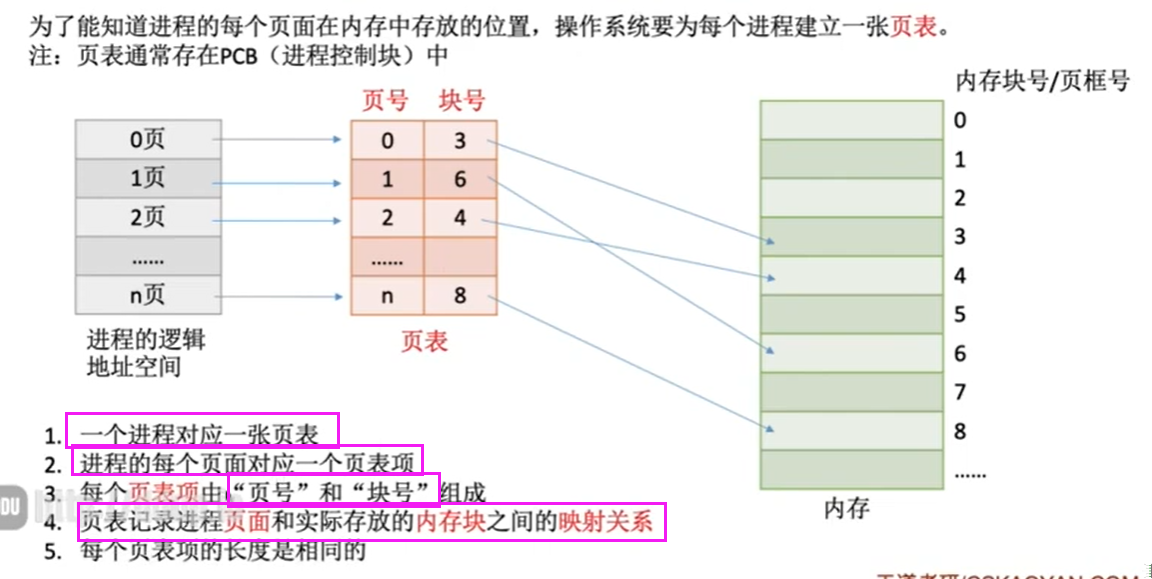 为了能知道进程的每个页面在内存中存放的位置，操作系统要为每个进程建立一张页表。
注：页表通常存在PCB（进程控制块）中
内存块号/页框号
页号 块号
0页 0 3 0
1页 1 6 1
2页 2 4 2
...... ...... 3
n页 n 8 4
5
6
7
8
......
进程的逻辑
地址空间
页表
内存
1. 一个进程对应一张页表
2. 进程的每个页面对应一个页表项
3. 每个页表项由“页号”和“块号”组成
4. 页表记录进程页面和实际存放的内存块之间的映射关系
5. 每个页表项的长度是相同的
DU